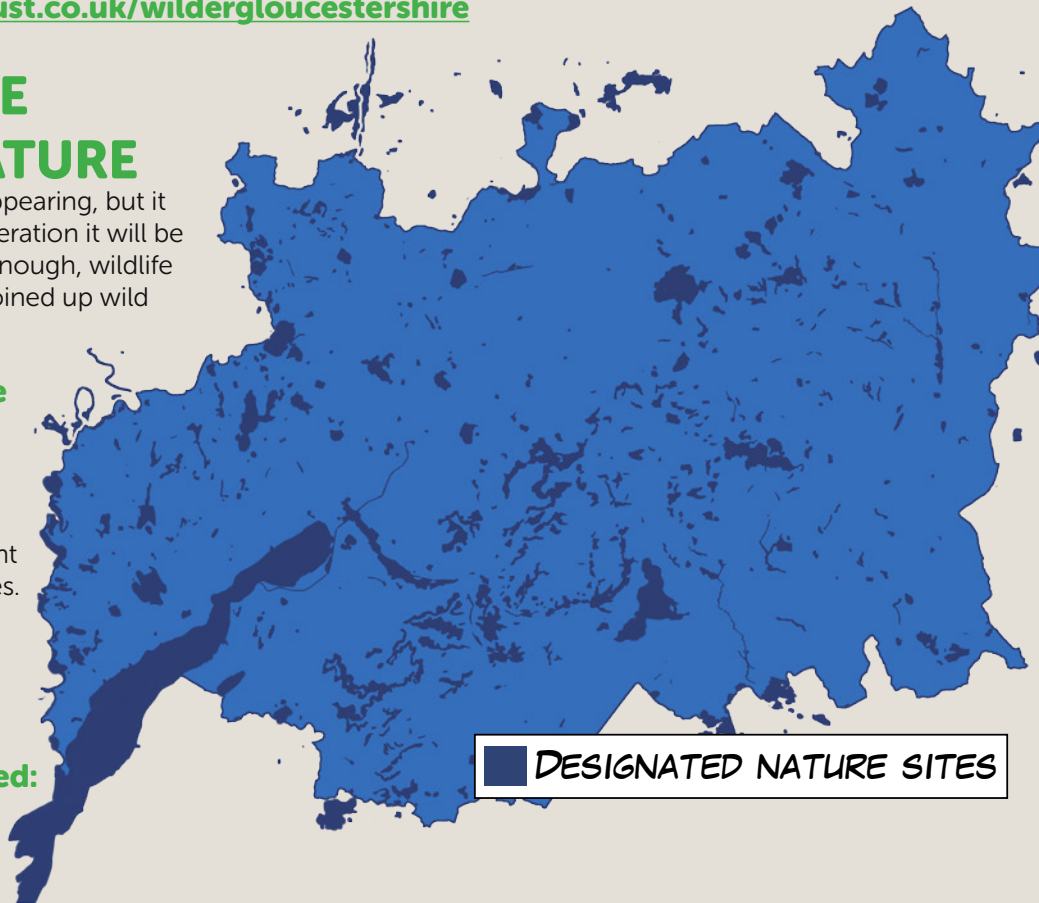 ust.co.uk/wildergloucestershire
E
ATURE
ppearing, but it
eration it will be
nough, wildlife
oined up wild
e
nt
es.
ed:
DESIGNATED NATURE SITES